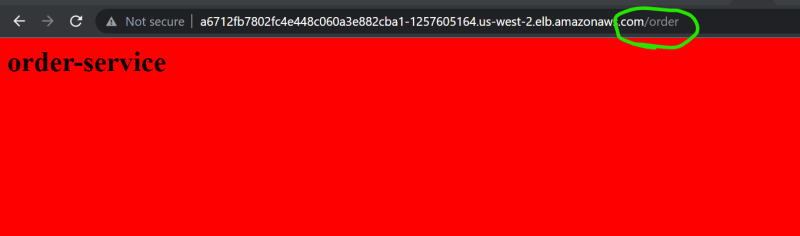 Not secure | a6712fb7802fc4e448c060a3e882cba1-1257605164.us-west-2.elb.amazonaws.com/order
order-service